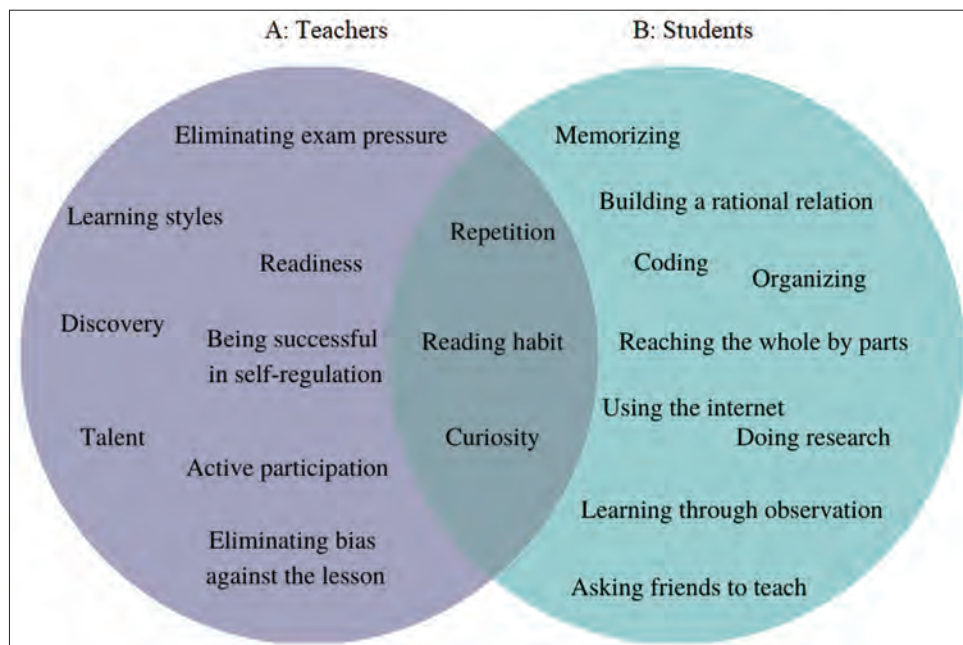 A: Teachers
B: Students
Eliminating exam pressure
Learning styles
Readiness
Discovery
Being successful
in self-regulation
Talent
Active participation
Eliminating bias
against the lesson
Repetition
Reading habit
Curiosity
Memorizing
Building a rational relation
Coding
Organizing
Reaching the whole by parts
Using the internet
Doing research
Learning through observation
Asking friends to teach